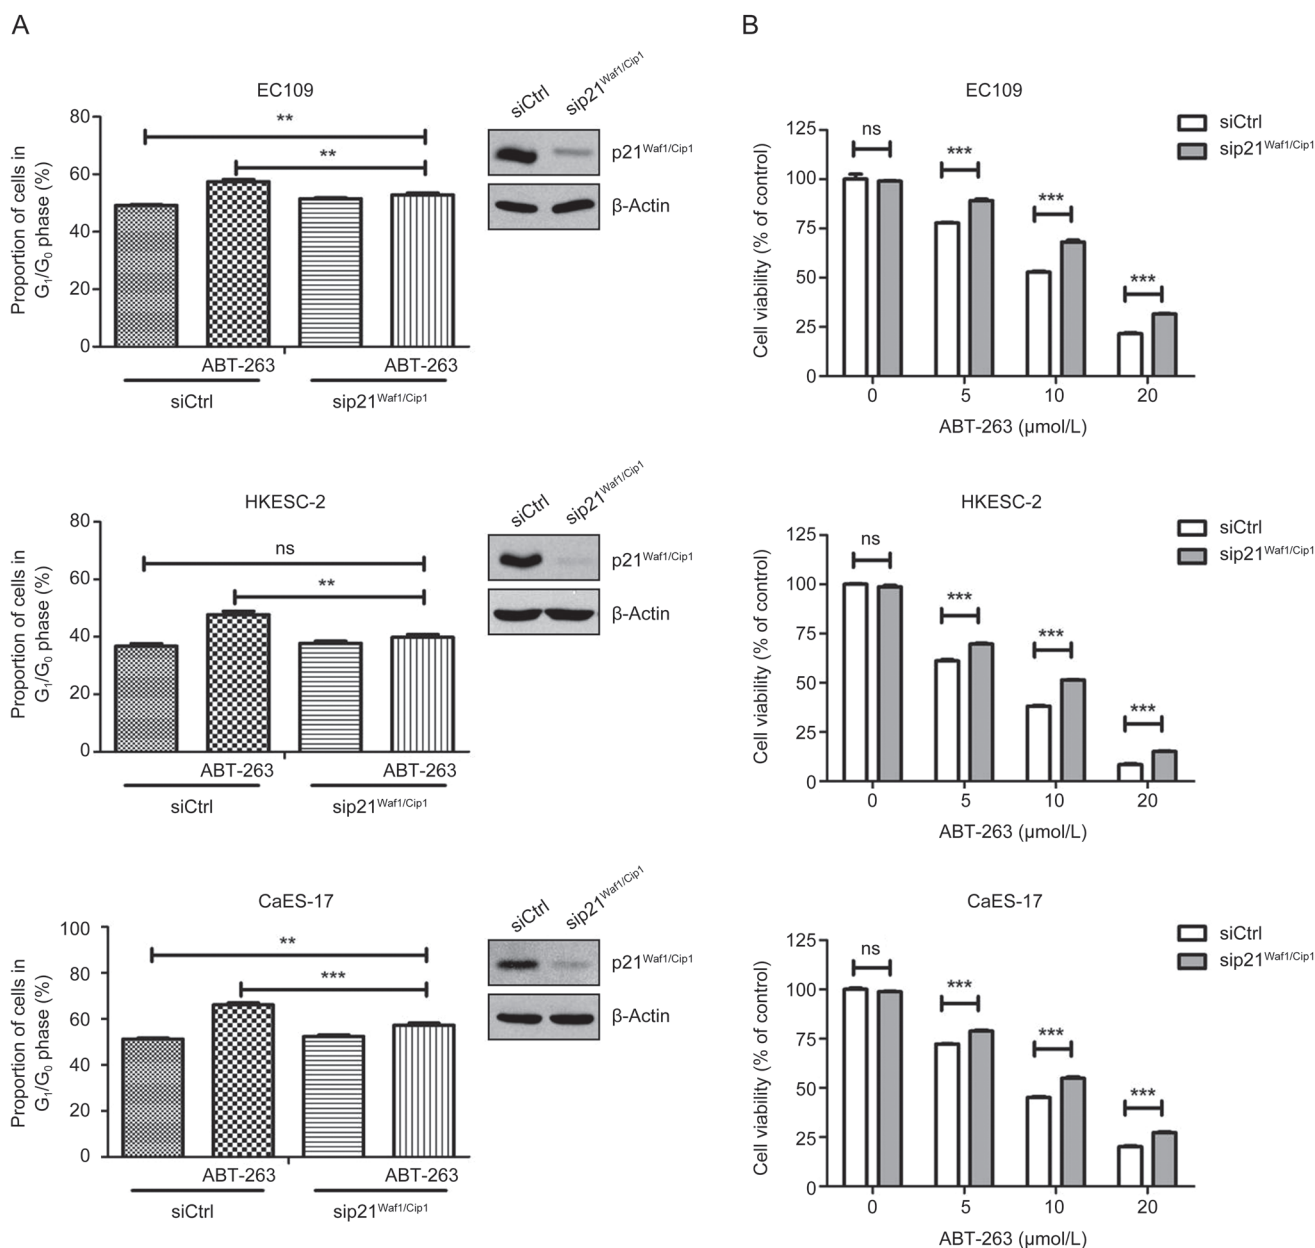 A
EC109
Proportion of cells in
G1/G0 phase (%)
80
60
40
20
0
**
**
ABT-263
ABT-263
siCtrl
sip21Waf1/Cip1
siCtrl
sip21Waf1/Cip1
p21Waf1/Cip1
β-Actin
HKESC-2
Proportion of cells in
G1/G0 phase (%)
80
60
40
20
0
ns
**
ABT-263
ABT-263
siCtrl
sip21Waf1/Cip1
siCtrl
sip21Waf1/Cip1
p21Waf1/Cip1
β-Actin
CaES-17
Proportion of cells in
G1/G0 phase (%)
100
80
60
40
20
0
**
***
ABT-263
ABT-263
siCtrl
sip21Waf1/Cip1
siCtrl
sip21Waf1/Cip1
p21Waf1/Cip1
β-Actin
B
EC109
Cell viability (% of control)
125
100
75
50
25
0
ns
***
***
***
siCtrl
sip21Waf1/Cip1
0 5 10 20
ABT-263 (µmol/L)
HKESC-2
Cell viability (% of control)
125
100
75
50
25
0
ns
***
***
***
siCtrl
sip21Waf1/Cip1
0 5 10 20
ABT-263 (µmol/L)
CaES-17
Cell viability (% of control)
125
100
75
50
25
0
ns
***
***
***
siCtrl
sip21Waf1/Cip1
0 5 10 20
ABT-263 (µmol/L)